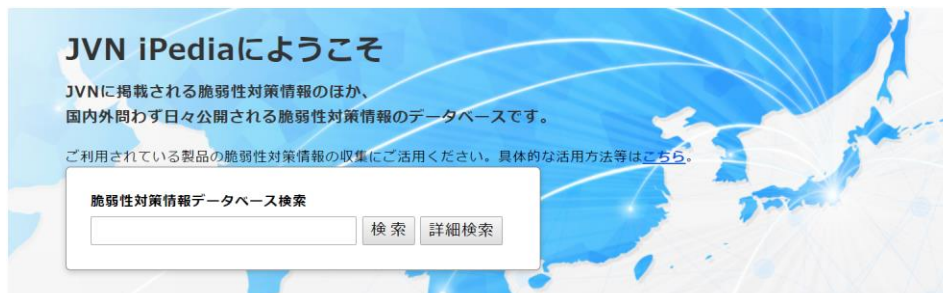 JVN iPediaにようこそ
JVNに掲載される脆弱性対策情報のほか、
国内外問わず日々公開される脆弱性対策情報のデータベースです。
ご利用されている製品の脆弱性対策情報の収集にご活用ください。具体的な活用方法等はこちら。
脆弱性対策情報データベース検索
検索 詳細検索